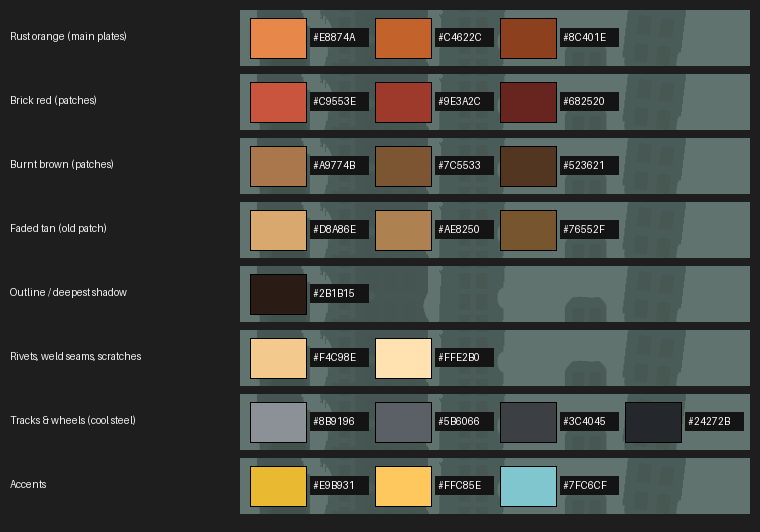 Rust orange (main plates) #E8874A #C4622C #8C401E
Brick red (patches) #C9553E #9E3A2C #682520
Burnt brown (patches) #A9774B #7C5533 #523621
Faded tan (old patch) #D8A86E #AE8250 #76552F
Outline / deepest shadow #2B1B15
Rivets, weld seams, scratches #F4C98E #FFE2B0
Tracks & wheels (cool steel) #8B9196 #5B6066 #3C4045 #24272B
Accents #E9B931 #FFC85E #7FC6CF